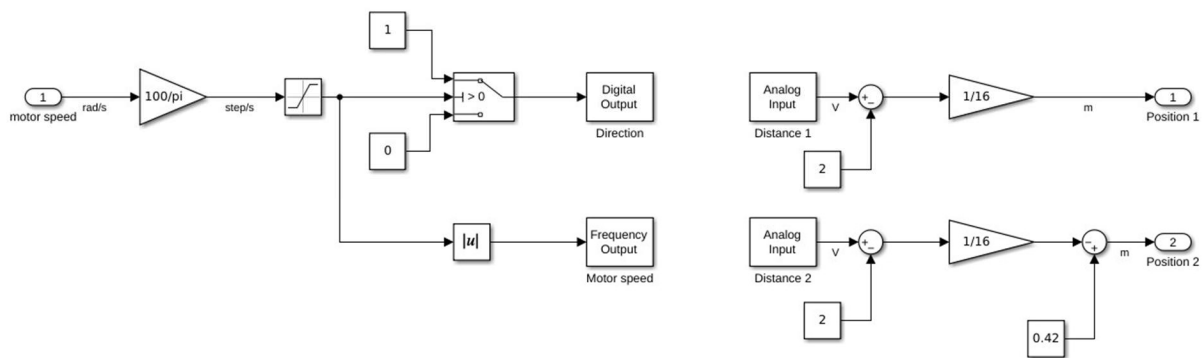 1
motor speed
rad/s
100/pi
step/s
1
> 0
0
Digital
Output
Direction
|u|
Frequency
Output
Motor speed
Analog
Input
Distance 1
V
+
−
2
1/16
m
1
Position 1
Analog
Input
Distance 2
V
+
−
2
1/16
−
+
0.42
m
2
Position 2